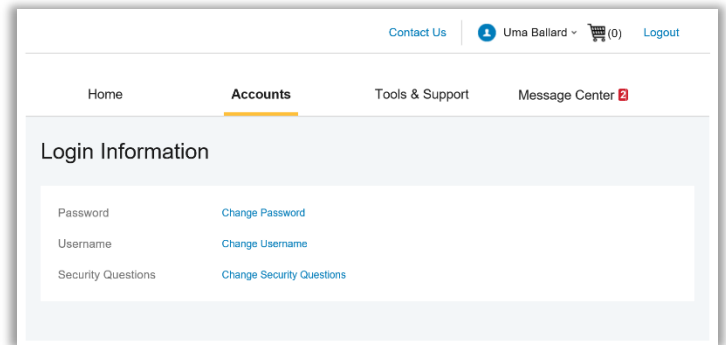 Contact Us Uma Ballard (0) Logout
Home Accounts Tools & Support Message Center 2
Login Information
Password Change Password
Username Change Username
Security Questions Change Security Questions